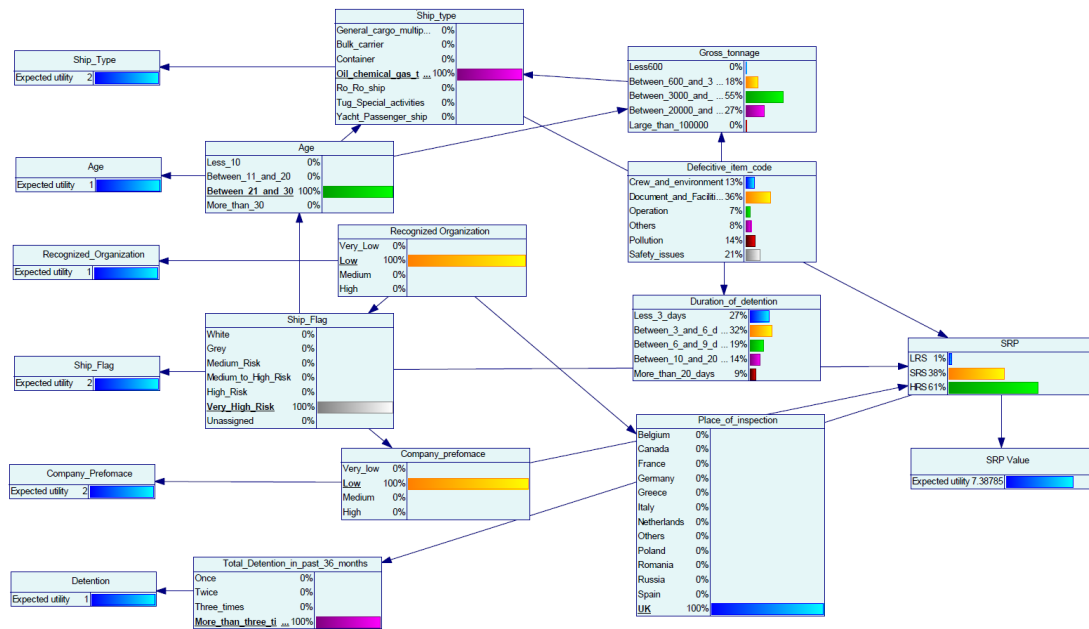 Ship_type
General_cargo_multip... 0%
Bulk_carrier 0%
Container 0%
Oil_chemical_gas_t ... 100%
Ro_Ro_ship 0%
Tug_Special_activities 0%
Yacht_Passenger_ship 0%
Ship_Type
Expected utility 2
Gross_tonnage
Less600 0%
Between_600_and_3 ... 18%
Between_3000_and_ ... 55%
Between_20000_and ... 27%
Large_than_100000 0%
Age
Less_10 0%
Between_11_and_20 0%
Between_21_and_30 100%
More_than_30 0%
Age
Expected utility 1
Defecitive_item_code
Crew_and_environment 13%
Document_and_Faciliti... 36%
Operation 7%
Others 8%
Pollution 14%
Safety_issues 21%
Recognized Organization
Very_Low 0%
Low 100%
Medium 0%
High 0%
Recognized_Organization
Expected utility 1
Duration_of_detention
Less_3_days 27%
Between_3_and_6_d ... 32%
Between_6_and_9_d ... 19%
Between_10_and_20 ... 14%
More_than_20_days 9%
Ship_Flag
White 0%
Grey 0%
Medium_Risk 0%
Medium_to_High_Risk 0%
High_Risk 0%
Very_High_Risk 100%
Unassigned 0%
Ship_Flag
Expected utility 2
SRP
LRS 1%
SRS 38%
HRS 61%
Place_of_inspection
Belgium 0%
Canada 0%
France 0%
Germany 0%
Greece 0%
Italy 0%
Netherlands 0%
Others 0%
Poland 0%
Romania 0%
Russia 0%
Spain 0%
UK 100%
Company_prefomace
Very_low 0%
Low 100%
Medium 0%
High 0%
Company_Prefomace
Expected utility 2
SRP Value
Expected utility 7.38785
Total_Detention_in_past_36_months
Once 0%
Twice 0%
Three_times 0%
More_than_three_ti ... 100%
Detention
Expected utility 1